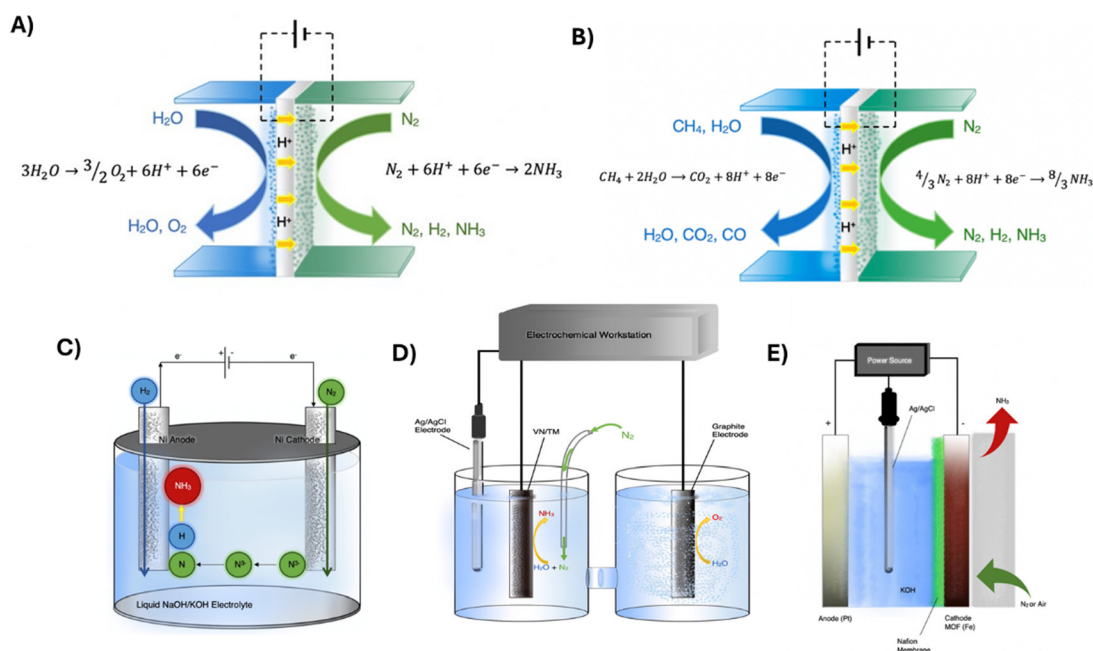 A)
H₂O
N₂
H⁺
3H₂O → 3/2 O₂ + 6H⁺ + 6e⁻
N₂ + 6H⁺ + 6e⁻ → 2NH₃
H⁺
H₂O, O₂
N₂, H₂, NH₃
B)
CH₄, H₂O
N₂
H⁺
CH₄ + 2H₂O → CO₂ + 8H⁺ + 8e⁻
4/3 N₂ + 8H⁺ + 8e⁻ → 8/3 NH₃
H⁺
H₂O, CO₂, CO
N₂, H₂, NH₃
C)
e⁻
+ -
e⁻
H₂
N₂
Ni Anode
Ni Cathode
NH₃
H
N
N³⁻
N³⁻
Liquid NaOH/KOH Electrolyte
D)
Electrochemical Workstation
Ag/AgCl
Electrode
VN/TM
N₂
Graphite
Electrode
NH₃
H₂O + N₂
O₂
H₂O
E)
Power Source
NH₃
Ag/AgCl
+
-
KOH
N₂ or Air
Anode (Pt)
Nafion
Membrane
Cathode
MOF (Fe)